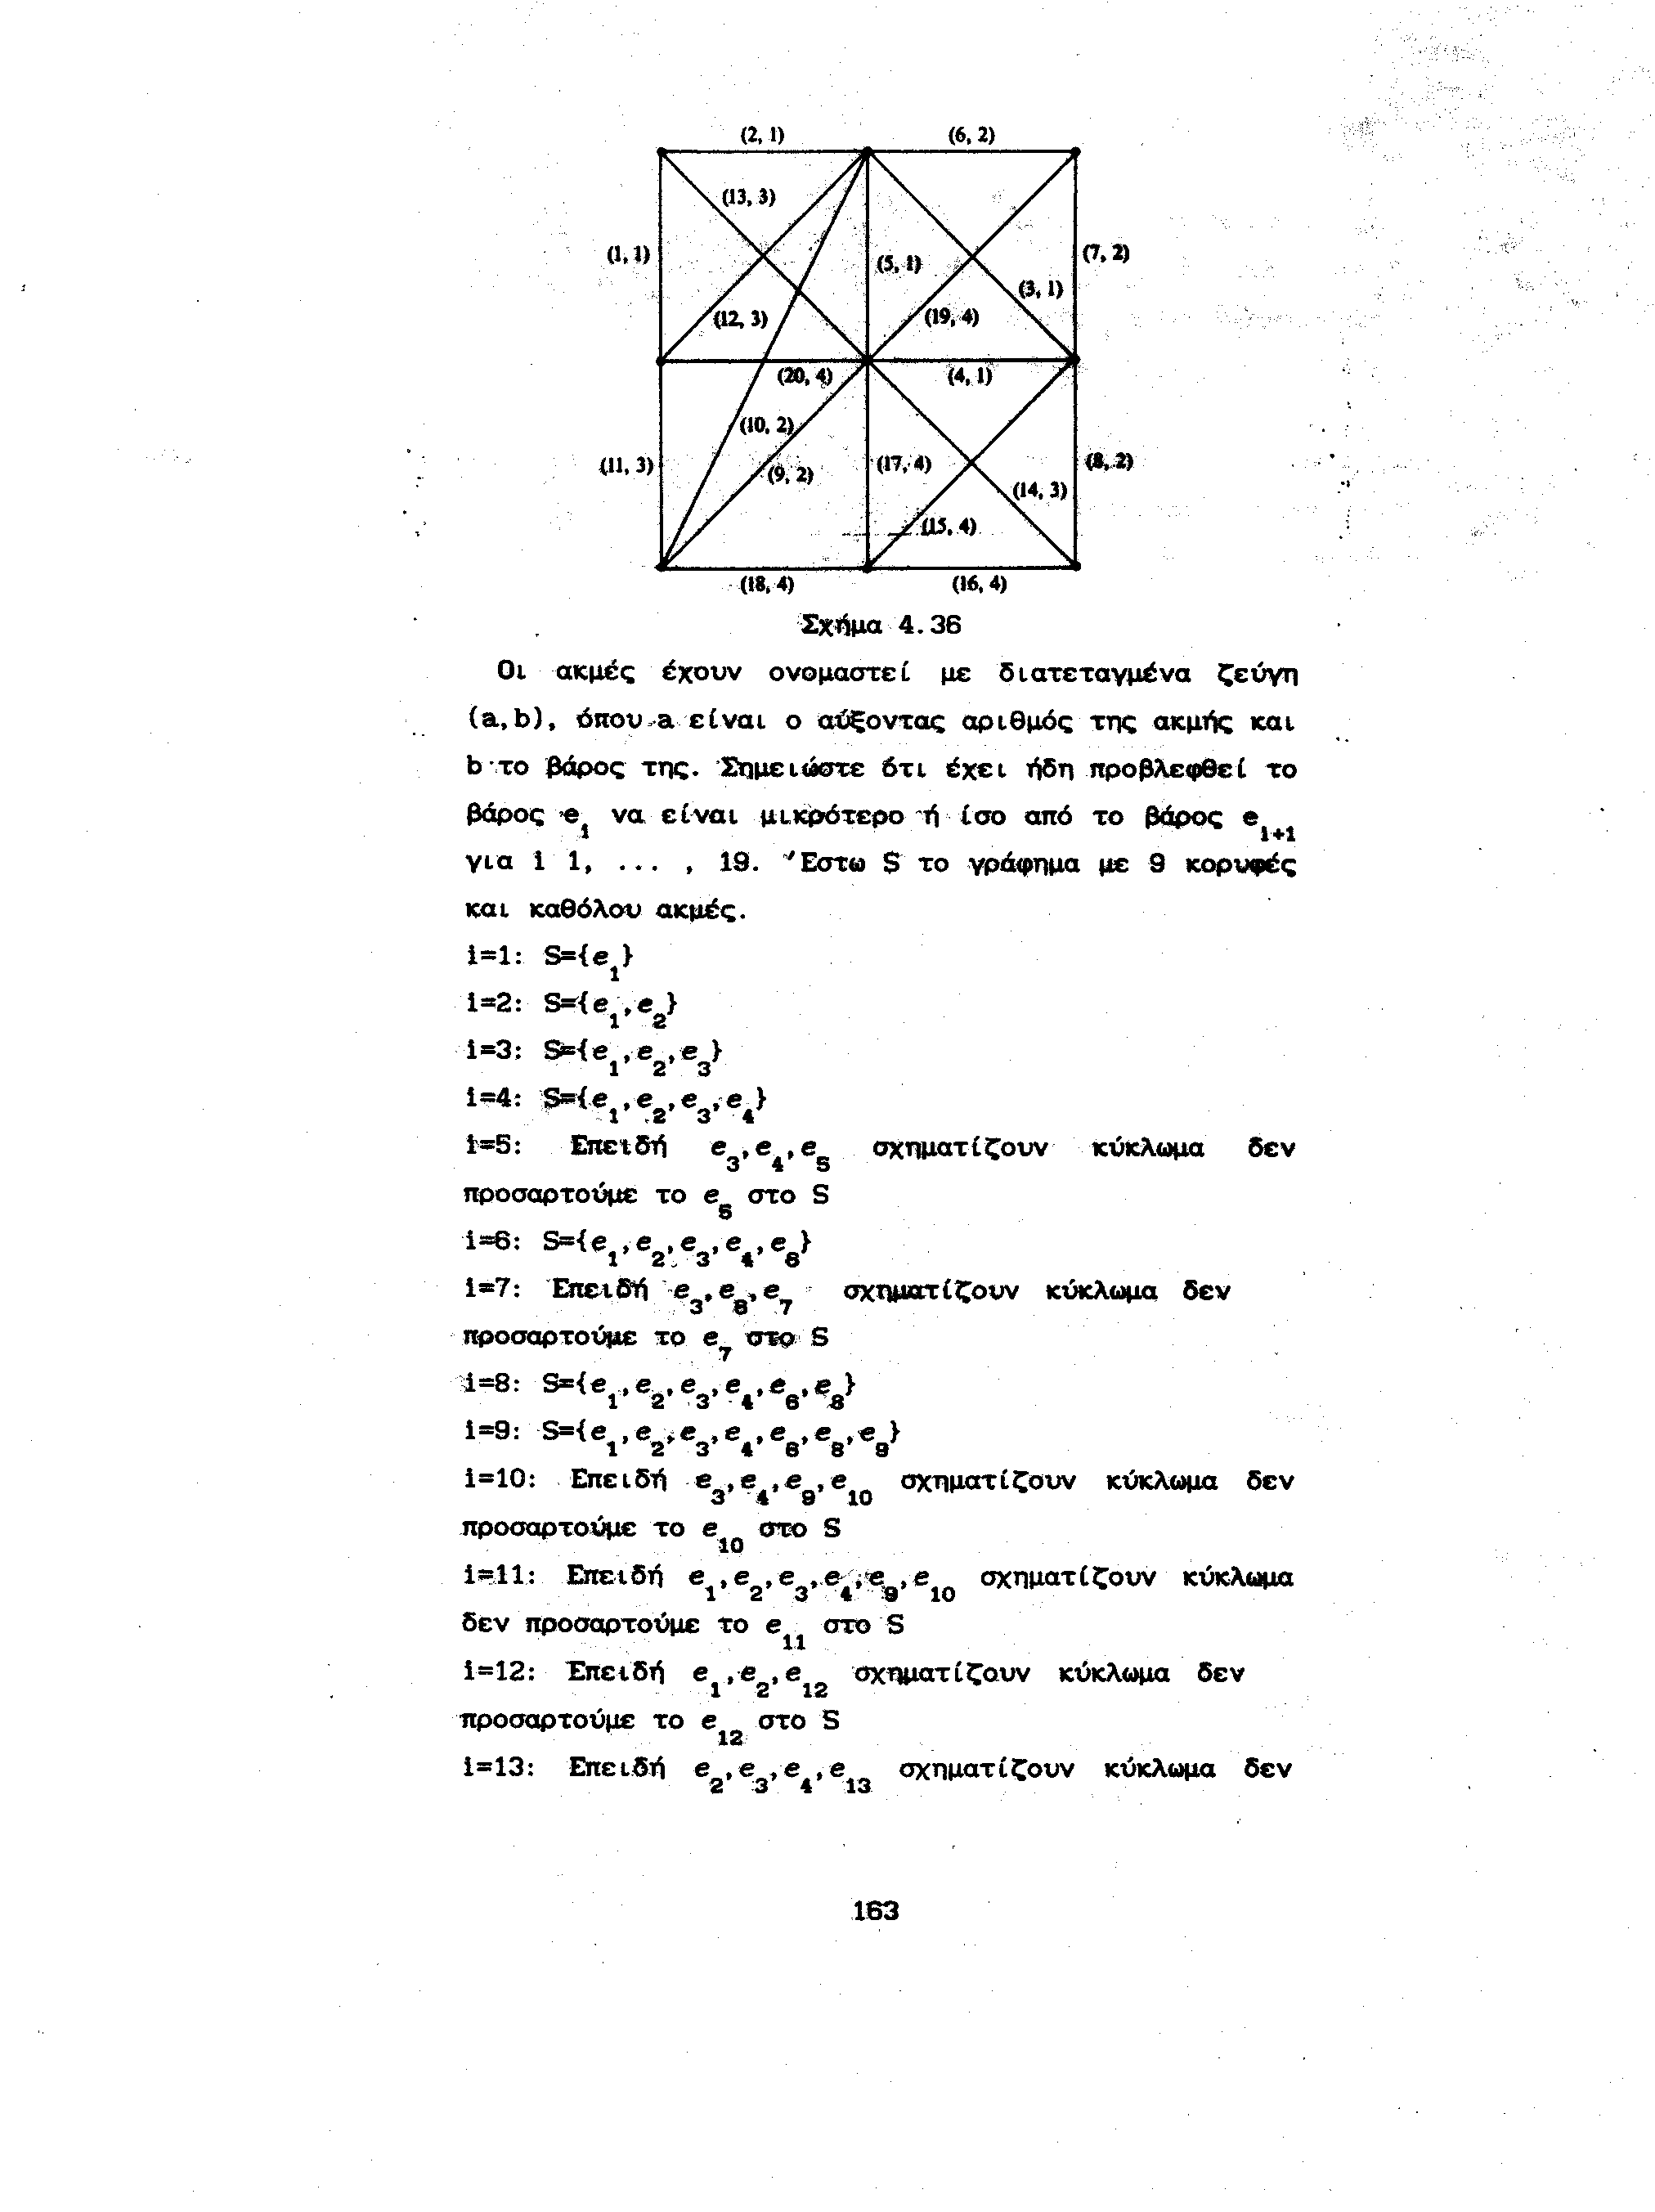 (2, 1) (6, 2)
(13, 3)
(1, 1) (5, 1) (7, 2)
(3, 1)
(12, 3) (19, 4)
(20, 4) (4, 1)
(10, 2)
(11, 3) (9, 2) (17, 4) (8, 2)
(14, 3)
(15, 4)
(18, 4) (16, 4)
Σχήμα 4.36
Οι ακμές έχουν ονομαστεί με διατεταγμένα ζεύγη
(a,b), όπου a είναι ο αύξοντας αριθμός της ακμής και
b το βάρος της. Σημειώστε ότι έχει ήδη προβλεφθεί το
βάρος e_i να είναι μικρότερο ή ίσο από το βάρος e_{i+1}
για i 1, ... , 19. Έστω S το γράφημα με 9 κορυφές
και καθόλου ακμές.
i=1: S={e_1}
i=2: S={e_1,e_2}
i=3: S={e_1,e_2,e_3}
i=4: S={e_1,e_2,e_3,e_4}
i=5: Επειδή e_3,e_4,e_5 σχηματίζουν κύκλωμα δεν
προσαρτούμε το e_5 στο S
i=6: S={e_1,e_2,e_3,e_4,e_6}
i=7: Επειδή e_3,e_6,e_7 σχηματίζουν κύκλωμα δεν
προσαρτούμε το e_7 στο S
i=8: S={e_1,e_2,e_3,e_4,e_6,e_8}
i=9: S={e_1,e_2,e_3,e_4,e_6,e_8,e_9}
i=10: Επειδή e_3,e_4,e_9,e_10 σχηματίζουν κύκλωμα δεν
προσαρτούμε το e_10 στο S
i=11: Επειδή e_1,e_2,e_3,e_4,e_9,e_10 σχηματίζουν κύκλωμα
δεν προσαρτούμε το e_11 στο S
i=12: Επειδή e_1,e_2,e_12 σχηματίζουν κύκλωμα δεν
προσαρτούμε το e_12 στο S
i=13: Επειδή e_2,e_3,e_4,e_13 σχηματίζουν κύκλωμα δεν
163